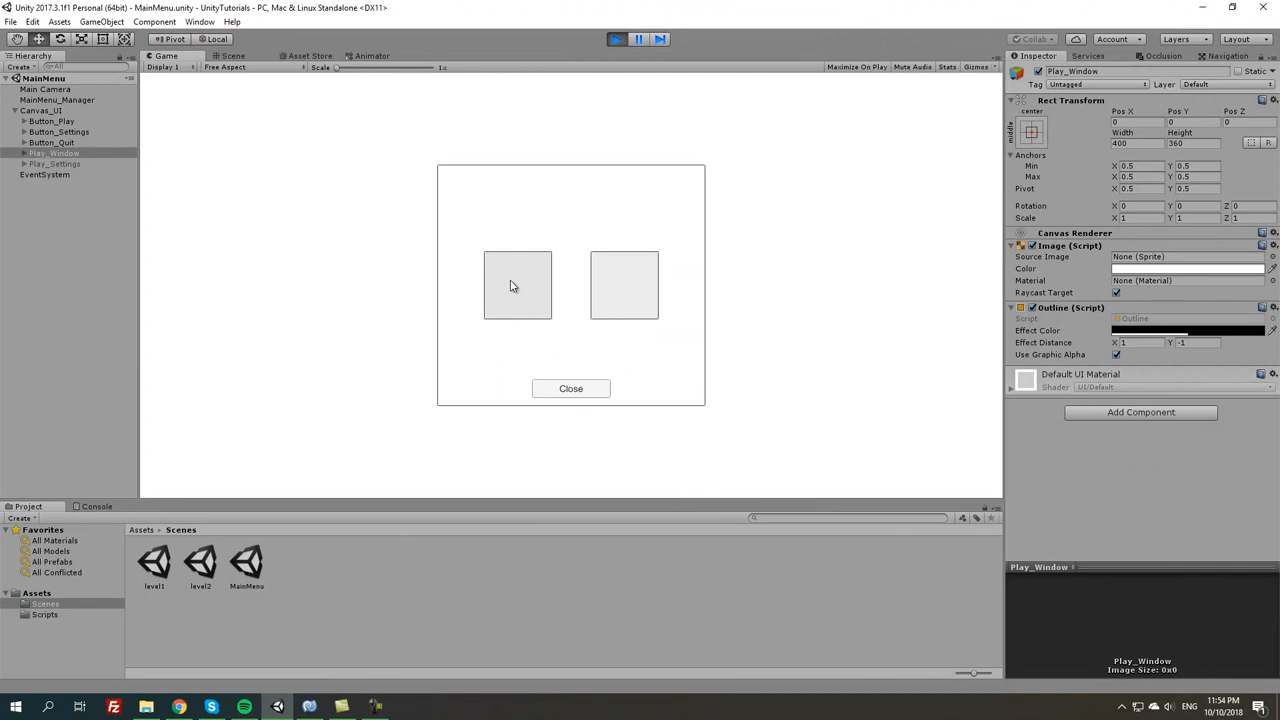 Unity 2017.3.1f1 Personal (64bit) - MainMenu.unity - UnityTutorials - PC, Mac & Linux Standalone <DX11>
File Edit Assets GameObject Component Window Help
Pivot Local
Collab Account Layers Layout
Hierarchy
Create All
MainMenu
Main Camera
MainMenu_Manager
Canvas_UI
Button_Play
Button_Settings
Button_Quit
Play_Window
Play_Settings
EventSystem
Game Scene Asset Store Animator
Display 1 Free Aspect Scale 1x Maximize On Play Mute Audio Stats Gizmos
Close
Inspector Services Occlusion Navigation
Play_Window Static
Tag Untagged Layer Default
Rect Transform
center Pos X Pos Y Pos Z
middle 0 0 0
Width Height
400 360 R
Anchors
Min X 0.5 Y 0.5
Max X 0.5 Y 0.5
Pivot X 0.5 Y 0.5
Rotation X 0 Y 0 Z 0
Scale X 1 Y 1 Z 1
Canvas Renderer
Image (Script)
Source Image None (Sprite)
Color
Material None (Material)
Raycast Target
Outline (Script)
Script Outline
Effect Color
Effect Distance X 1 Y -1
Use Graphic Alpha
Default UI Material
Shader UI/Default
Add Component
Project Console
Create
Favorites
All Materials
All Models
All Prefabs
All Conflicted
Assets
Scenes
Scripts
Assets Scenes
level1 level2 MainMenu
Play_Window
Play_Window
Image Size: 0x0
ENG
11:54 PM
10/10/2018
1